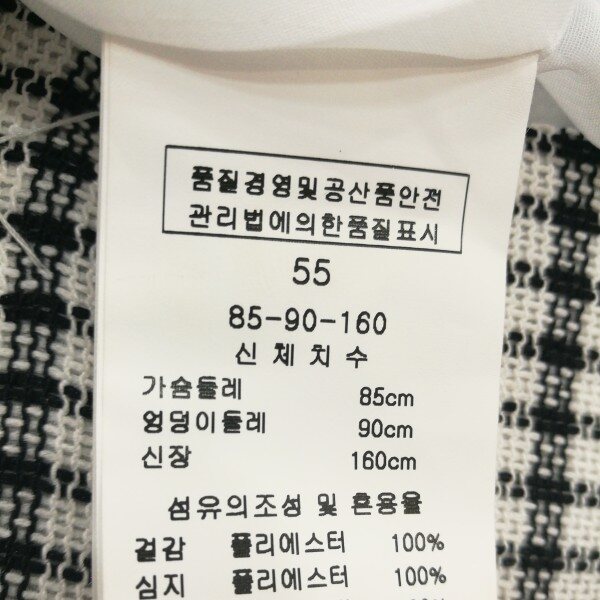 품질경영및공산품안전
관리법에의한품질표시
55
85-90-160
신체치수
가슴둘레 85cm
엉덩이둘레 90cm
신장 160cm
섬유의조성 및 혼용율
겉감 폴리에스터 100%
심지 폴리에스터 100%